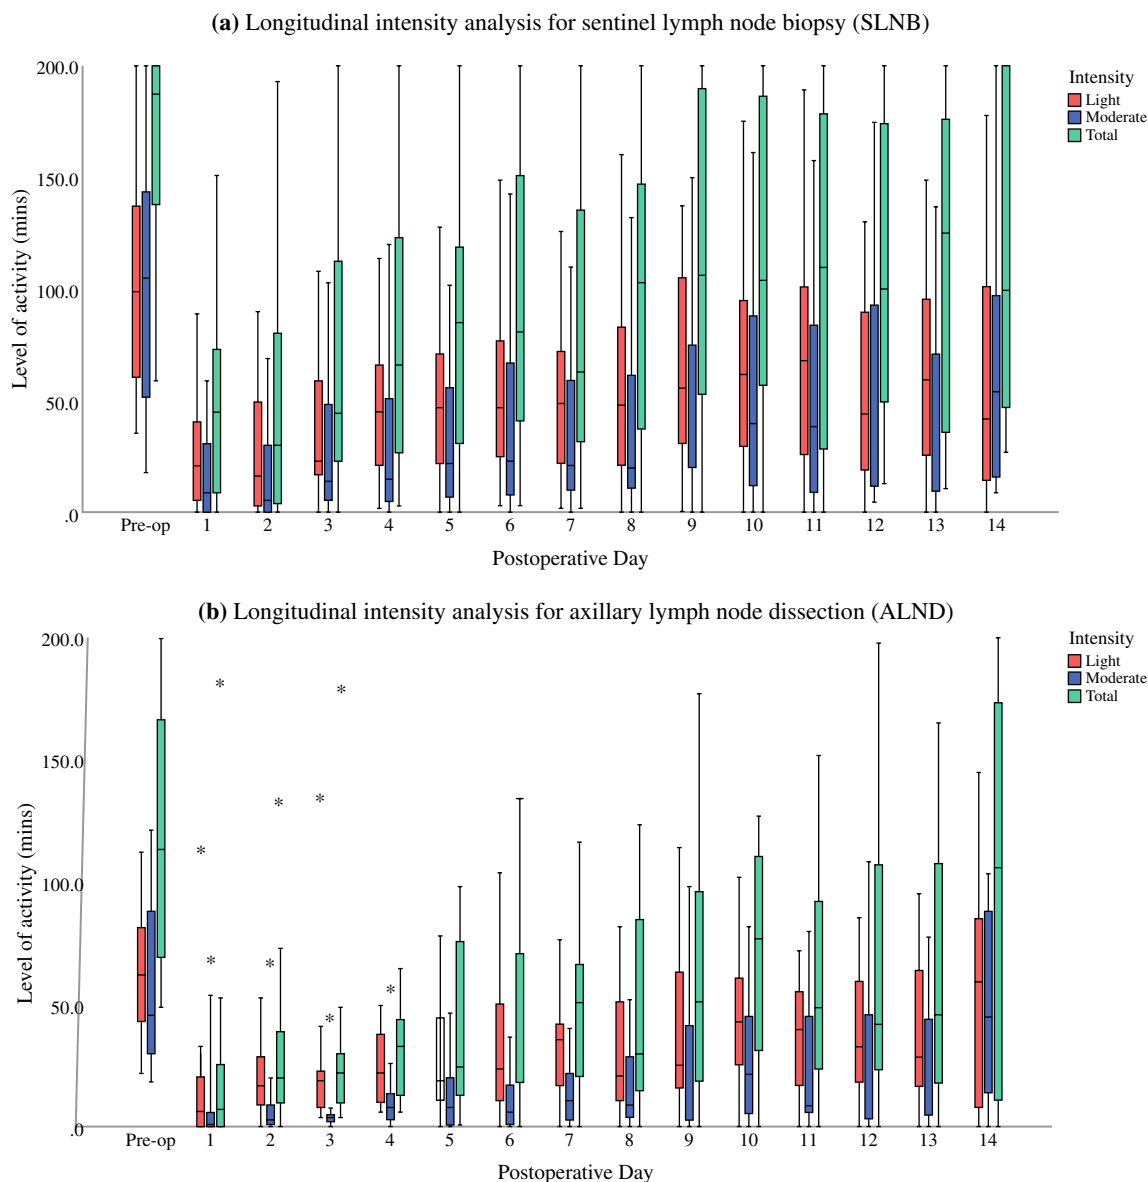 (a) Longitudinal intensity analysis for sentinel lymph node biopsy (SLNB)
200.0
150.0
100.0
50.0
.0
Level of activity (mins)
Intensity
Light
Moderate
Total
Pre-op 1 2 3 4 5 6 7 8 9 10 11 12 13 14
Postoperative Day
(b) Longitudinal intensity analysis for axillary lymph node dissection (ALND)
200.0
150.0
100.0
50.0
.0
Level of activity (mins)
Intensity
Light
Moderate
Total
* * * * * * * * *
Pre-op 1 2 3 4 5 6 7 8 9 10 11 12 13 14
Postoperative Day